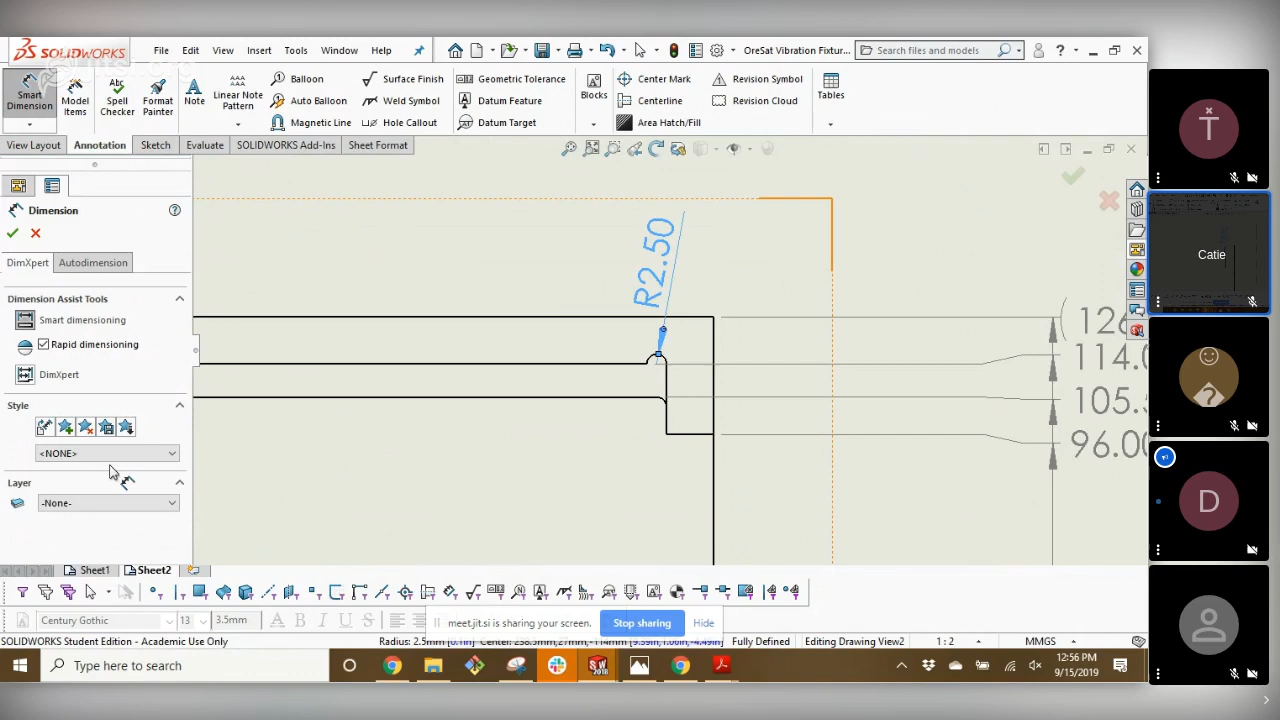 SOLIDWORKS
File Edit View Insert Tools Window Help
OreSat Vibration Fixtur...
Search files and models
Smart Dimension
Model Items
Spell Checker
Format Painter
Note
Linear Note Pattern
Balloon
Auto Balloon
Magnetic Line
Surface Finish
Weld Symbol
Hole Callout
Geometric Tolerance
Datum Feature
Datum Target
Blocks
Center Mark
Centerline
Area Hatch/Fill
Revision Symbol
Revision Cloud
Tables
View Layout Annotation Sketch Evaluate SOLIDWORKS Add-Ins Sheet Format
Dimension
DimXpert Autodimension
Dimension Assist Tools
Smart dimensioning
Rapid dimensioning
DimXpert
Style
<NONE>
Layer
-None-
R2.50
(126
114.0
105.5
96.00
Sheet1 Sheet2
Century Gothic 13 3.5mm B I U S
meet.jit.si is sharing your screen. Stop sharing Hide
SOLIDWORKS Student Edition - Academic Use Only
Fully Defined Editing Drawing View2 1 : 2 MMGS
Type here to search
SW 2018
12:56 PM
9/15/2019
T
Catie
D